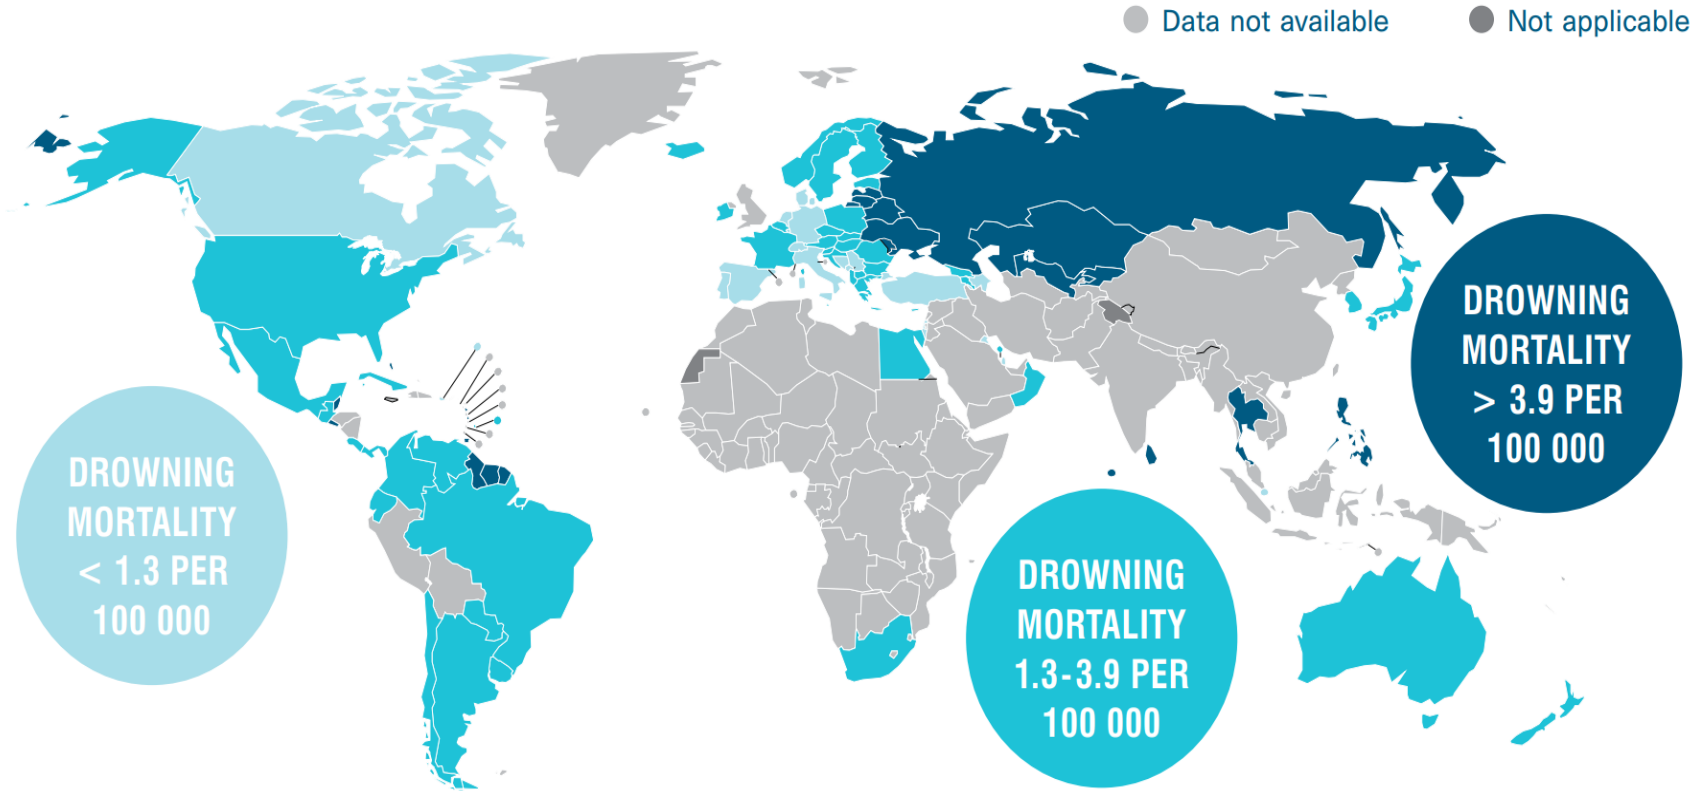 Data not available
Not applicable
DROWNING
MORTALITY
> 3.9 PER
100 000
DROWNING
MORTALITY
< 1.3 PER
100 000
DROWNING
MORTALITY
1.3-3.9 PER
100 000